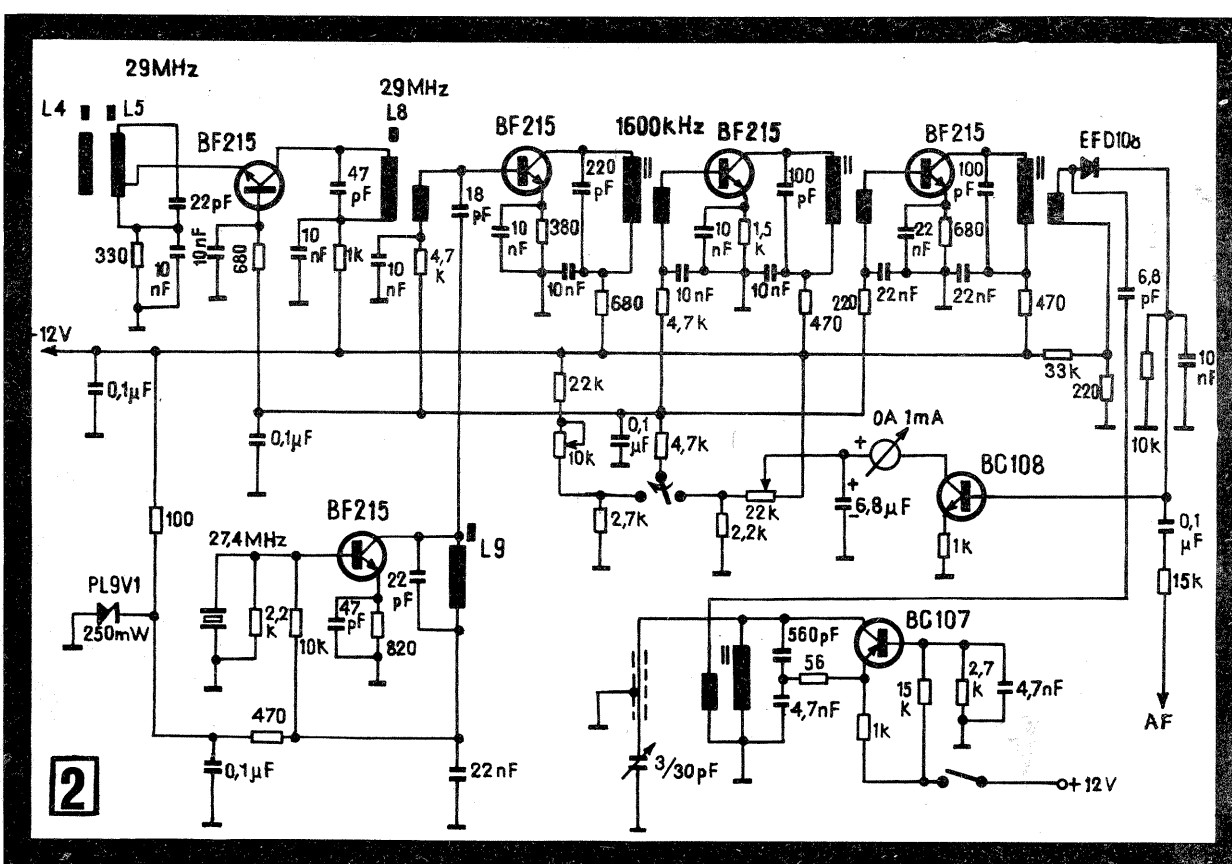 29MHz
L4
L5
BF215
22pF
330
10 nF
10nF
680
29MHz
L8
47 pF
10 nF
1k
10 nF
4,7 k
18 pF
BF215
220 pF
10 nF
380
10nF
680
1600kHz
BF215
100 pF
10 nF
1,5 k
10nF
10nF
4,7k
470
BF215
100 pF
22 nF
680
22nF
22nF
220
470
EFD108
6,8 pF
10 nF
33k
220
10k
-12V
0,1µF
0,1µF
22k
10k
0,1 µF
4,7k
0A 1mA
+
+
-
6,8µF
BC108
2,7k
22k
2,2k
1k
0,1 µF
15k
AF
100
PL9V1
250mW
27,4MHz
BF215
2,2 k
10k
47 pF
820
22 pF
L9
470
0,1µF
22nF
3/30pF
560pF
56
4,7nF
BC107
1k
15 k
2,7 k
4,7nF
+12V
2